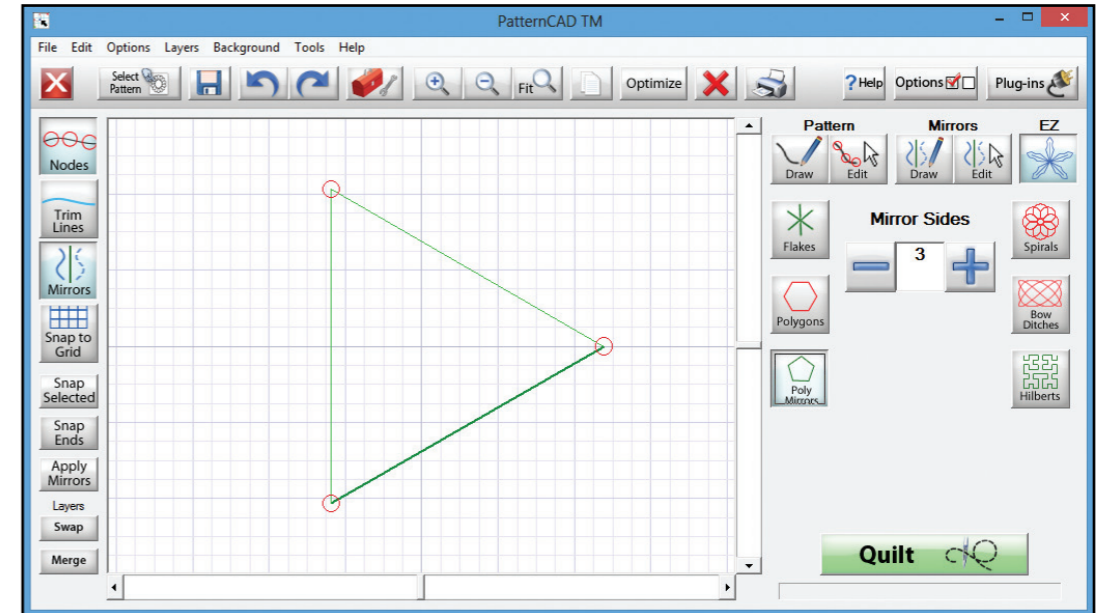 PatternCAD TM
File Edit Options Layers Background Tools Help
Select
Pattern
Fit
Optimize
? Help
Options
Plug-ins
Nodes
Trim
Lines
Mirrors
Snap to
Grid
Snap
Selected
Snap
Ends
Apply
Mirrors
Layers
Swap
Merge
Pattern Mirrors EZ
Draw Edit Draw Edit
Flakes
Mirror Sides
3
Spirals
Polygons
Bow
Ditches
Poly
Mirrors
Hilberts
Quilt